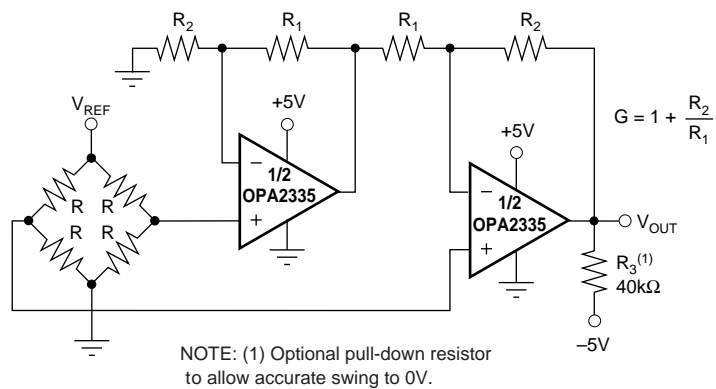 R2 R1 R1 R2
VREF
+5V
+5V
G = 1 + R2/R1
R R
R R
−
1/2
OPA2335
+
−
1/2
OPA2335
+
VOUT
R3(1)
40kΩ
–5V
NOTE: (1) Optional pull-down resistor
to allow accurate swing to 0V.